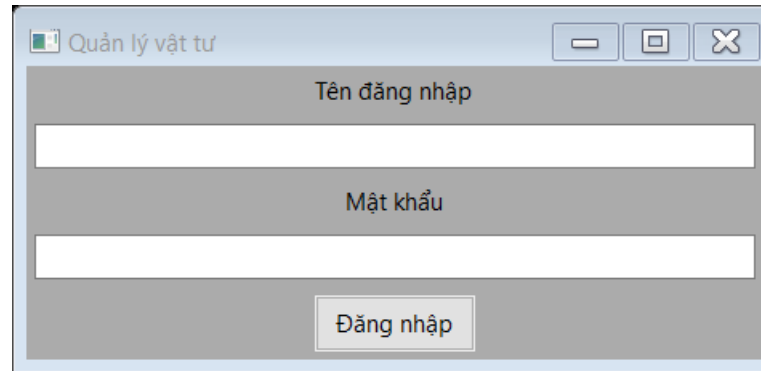 Quản lý vật tư
Tên đăng nhập
Mật khẩu
Đăng nhập